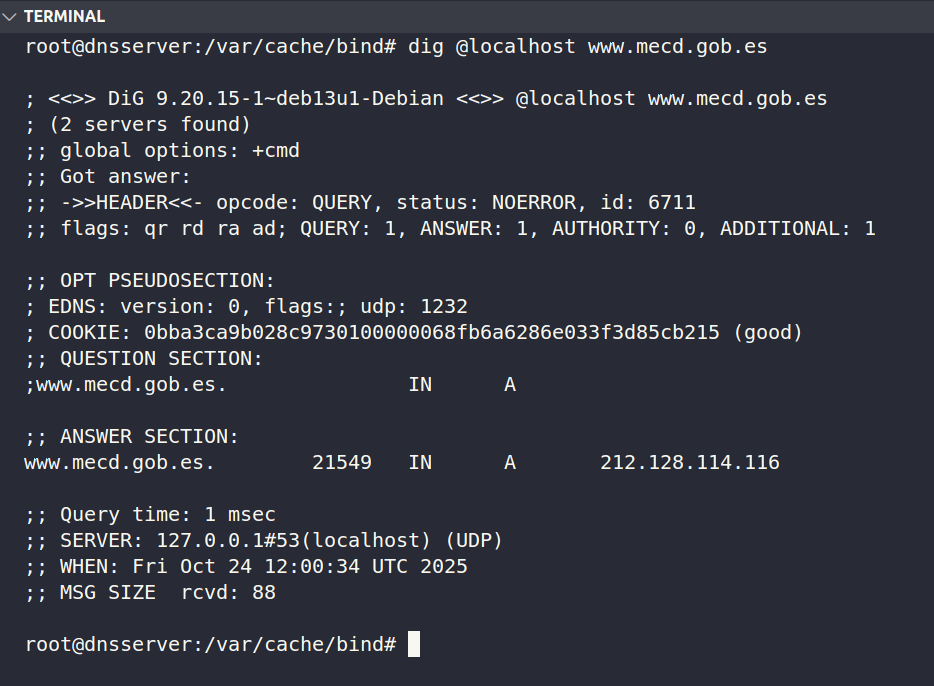 TERMINAL
root@dnsserver:/var/cache/bind# dig @localhost www.mecd.gob.es
; <<>> DiG 9.20.15-1~deb13u1-Debian <<>> @localhost www.mecd.gob.es
; (2 servers found)
;; global options: +cmd
;; Got answer:
;; ->>HEADER<<- opcode: QUERY, status: NOERROR, id: 6711
;; flags: qr rd ra ad; QUERY: 1, ANSWER: 1, AUTHORITY: 0, ADDITIONAL: 1
;; OPT PSEUDOSECTION:
; EDNS: version: 0, flags:; udp: 1232
; COOKIE: 0bba3ca9b028c9730100000068fb6a6286e033f3d85cb215 (good)
;; QUESTION SECTION:
;www.mecd.gob.es. IN A
;; ANSWER SECTION:
www.mecd.gob.es. 21549 IN A 212.128.114.116
;; Query time: 1 msec
;; SERVER: 127.0.0.1#53(localhost) (UDP)
;; WHEN: Fri Oct 24 12:00:34 UTC 2025
;; MSG SIZE  rcvd: 88
root@dnsserver:/var/cache/bind#